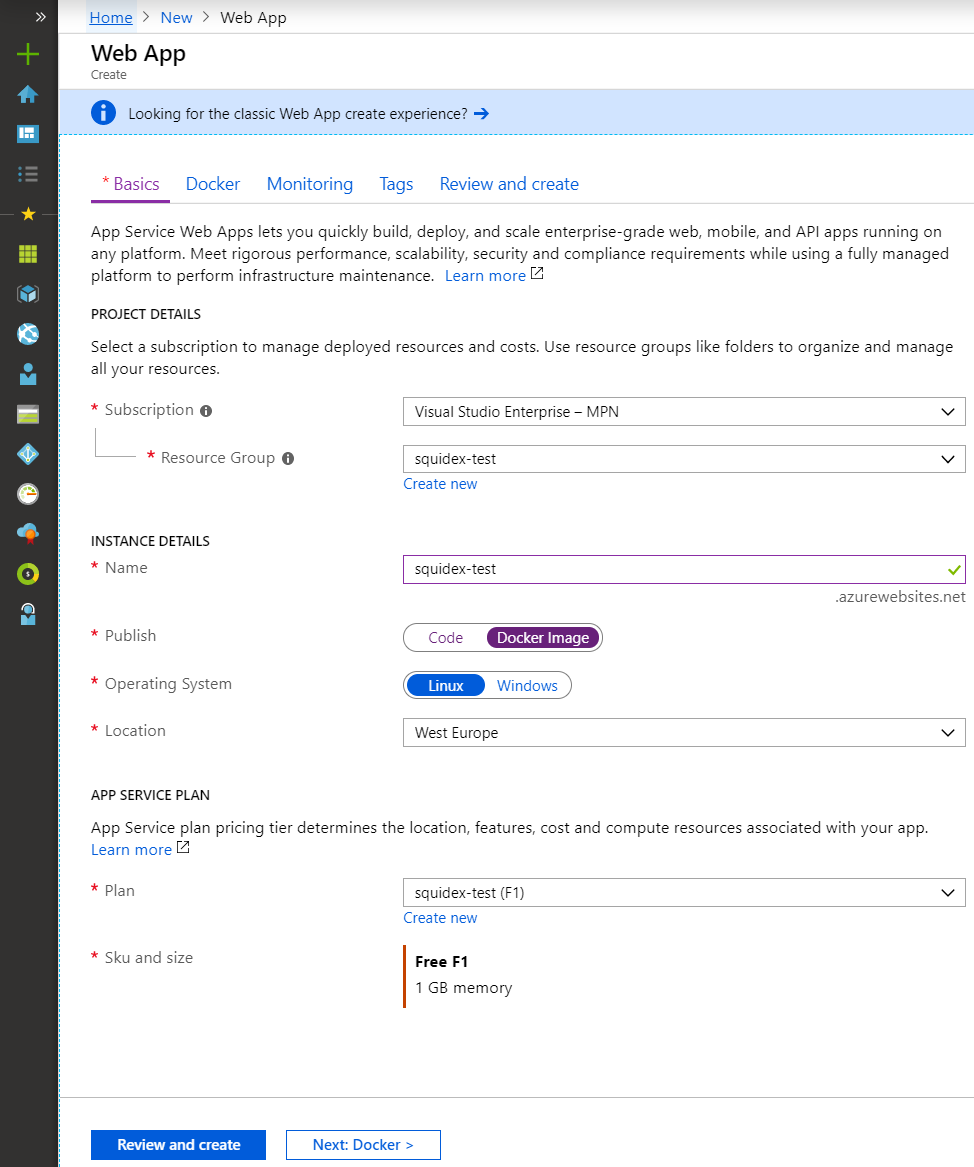 Home > New > Web App
Web App
Create
Looking for the classic Web App create experience? →
* Basics Docker Monitoring Tags Review and create
App Service Web Apps lets you quickly build, deploy, and scale enterprise-grade web, mobile, and API apps running on
any platform. Meet rigorous performance, scalability, security and compliance requirements while using a fully managed
platform to perform infrastructure maintenance. Learn more
PROJECT DETAILS
Select a subscription to manage deployed resources and costs. Use resource groups like folders to organize and manage
all your resources.
* Subscription Visual Studio Enterprise – MPN
* Resource Group squidex-test
Create new
INSTANCE DETAILS
* Name squidex-test
.azurewebsites.net
* Publish Code Docker Image
* Operating System Linux Windows
* Location West Europe
APP SERVICE PLAN
App Service plan pricing tier determines the location, features, cost and compute resources associated with your app.
Learn more
* Plan squidex-test (F1)
Create new
* Sku and size Free F1
1 GB memory
Review and create Next: Docker >